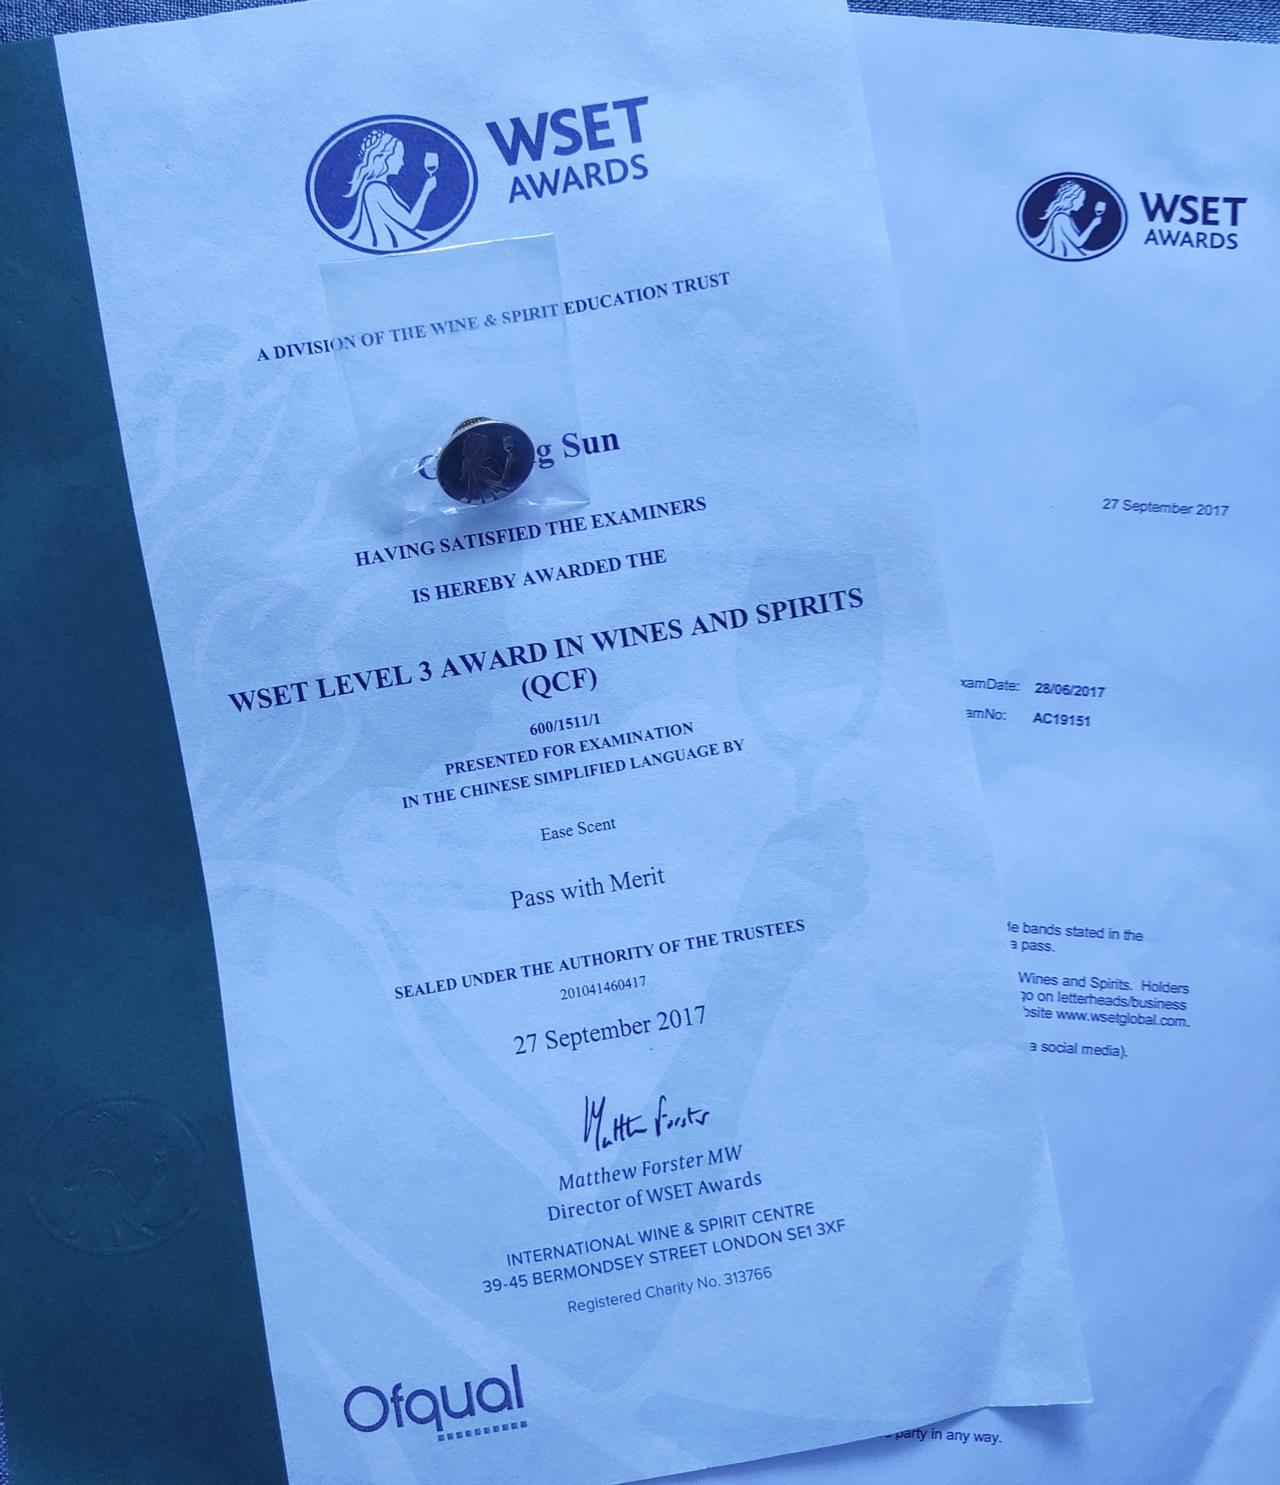 WSET
AWARDS
A DIVISION OF THE WINE & SPIRIT EDUCATION TRUST
Sun
HAVING SATISFIED THE EXAMINERS
IS HEREBY AWARDED THE
WSET LEVEL 3 AWARD IN WINES AND SPIRITS
(QCF)
600/1511/1
PRESENTED FOR EXAMINATION
IN THE CHINESE SIMPLIFIED LANGUAGE BY
Ease Scent
Pass with Merit
SEALED UNDER THE AUTHORITY OF THE TRUSTEES
201041460417
27 September 2017
Matthew Forster MW
Director of WSET Awards
INTERNATIONAL WINE & SPIRIT CENTRE
39-45 BERMONDSEY STREET LONDON SE1 3XF
Registered Charity No. 313766
Ofqual
WSET
AWARDS
27 September 2017
xamDate: 28/06/2017
amNo: AC19151
bands stated in the
a pass.
Wines and Spirits. Holders
go on letterheads/business
bsite www.wsetglobal.com.
social media).
party in any way.